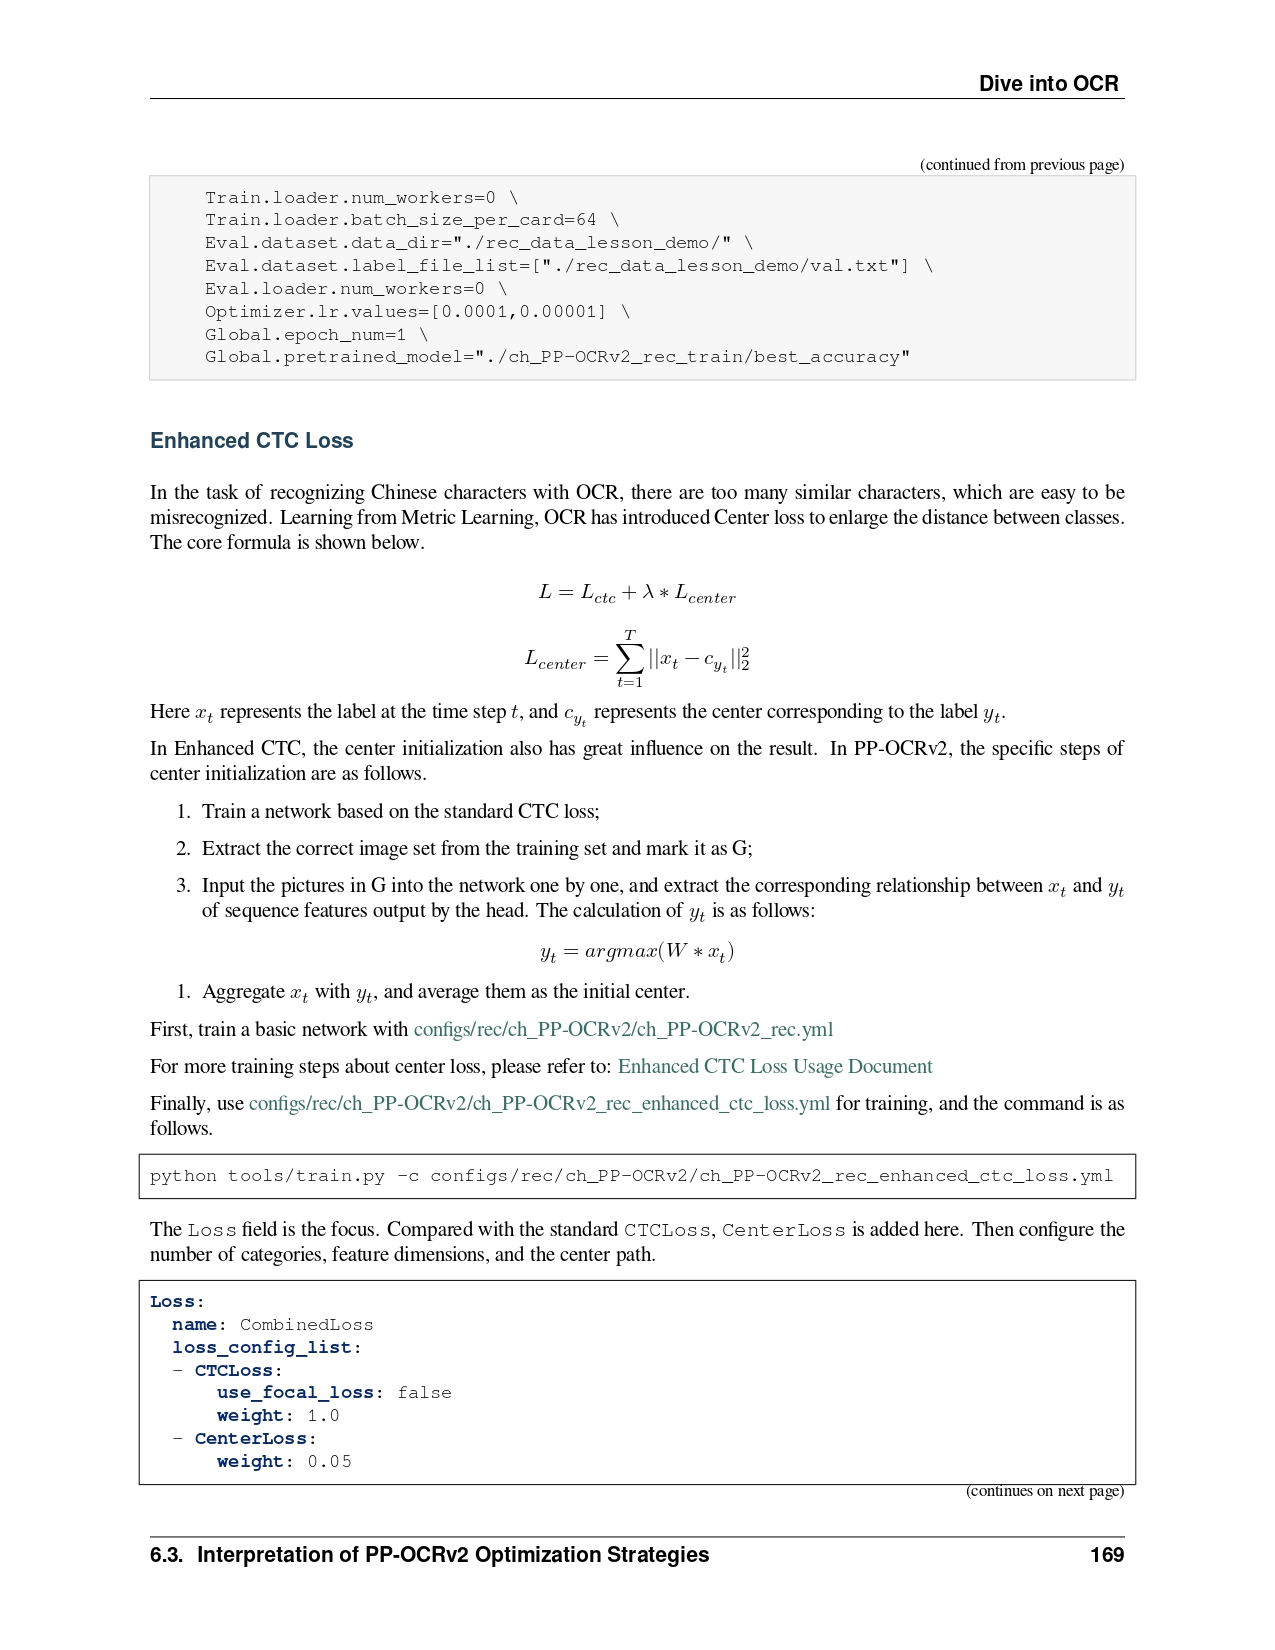 Dive into OCR
(continued from previous page)
Train.loader.num_workers=0 \
Train.loader.batch_size_per_card=64 \
Eval.dataset.data_dir="./rec_data_lesson_demo/" \
Eval.dataset.label_file_list=["./rec_data_lesson_demo/val.txt"] \
Eval.loader.num_workers=0 \
Optimizer.lr.values=[0.0001,0.00001] \
Global.epoch_num=1 \
Global.pretrained_model="./ch_PP-OCRv2_rec_train/best_accuracy"
Enhanced CTC Loss
In the task of recognizing Chinese characters with OCR, there are too many similar characters, which are easy to be
misrecognized. Learning from Metric Learning, OCR has introduced Center loss to enlarge the distance between classes.
The core formula is shown below.
L = L_{ctc} + λ ∗ L_{center}
L_{center} = \sum_{t=1}^{T} ||x_t − c_{y_t}||_2^2
Here x_t represents the label at the time step t, and c_{y_t} represents the center corresponding to the label y_t.
In Enhanced CTC, the center initialization also has great influence on the result. In PP-OCRv2, the specific steps of
center initialization are as follows.
1. Train a network based on the standard CTC loss;
2. Extract the correct image set from the training set and mark it as G;
3. Input the pictures in G into the network one by one, and extract the corresponding relationship between x_t and y_t
of sequence features output by the head. The calculation of y_t is as follows:
y_t = argmax(W ∗ x_t)
1. Aggregate x_t with y_t, and average them as the initial center.
First, train a basic network with configs/rec/ch_PP-OCRv2/ch_PP-OCRv2_rec.yml
For more training steps about center loss, please refer to: Enhanced CTC Loss Usage Document
Finally, use configs/rec/ch_PP-OCRv2/ch_PP-OCRv2_rec_enhanced_ctc_loss.yml for training, and the command is as
follows.
python tools/train.py -c configs/rec/ch_PP-OCRv2/ch_PP-OCRv2_rec_enhanced_ctc_loss.yml
The Loss field is the focus. Compared with the standard CTCLoss, CenterLoss is added here. Then configure the
number of categories, feature dimensions, and the center path.
Loss:
  name: CombinedLoss
  loss_config_list:
  - CTCLoss:
      use_focal_loss: false
      weight: 1.0
  - CenterLoss:
      weight: 0.05
(continues on next page)
6.3. Interpretation of PP-OCRv2 Optimization Strategies 169